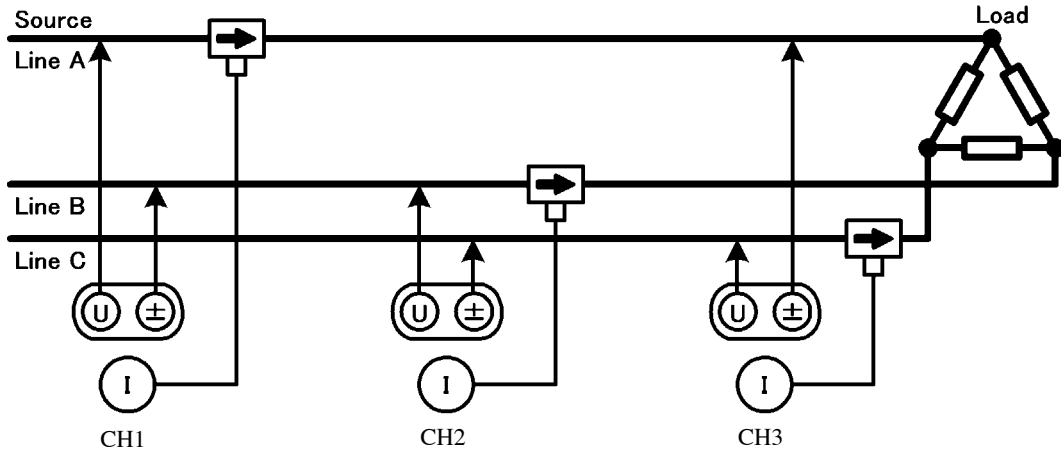 Source
Load
Line A
Line B
Line C
U ±
U ±
U ±
I
I
I
CH1
CH2
CH3